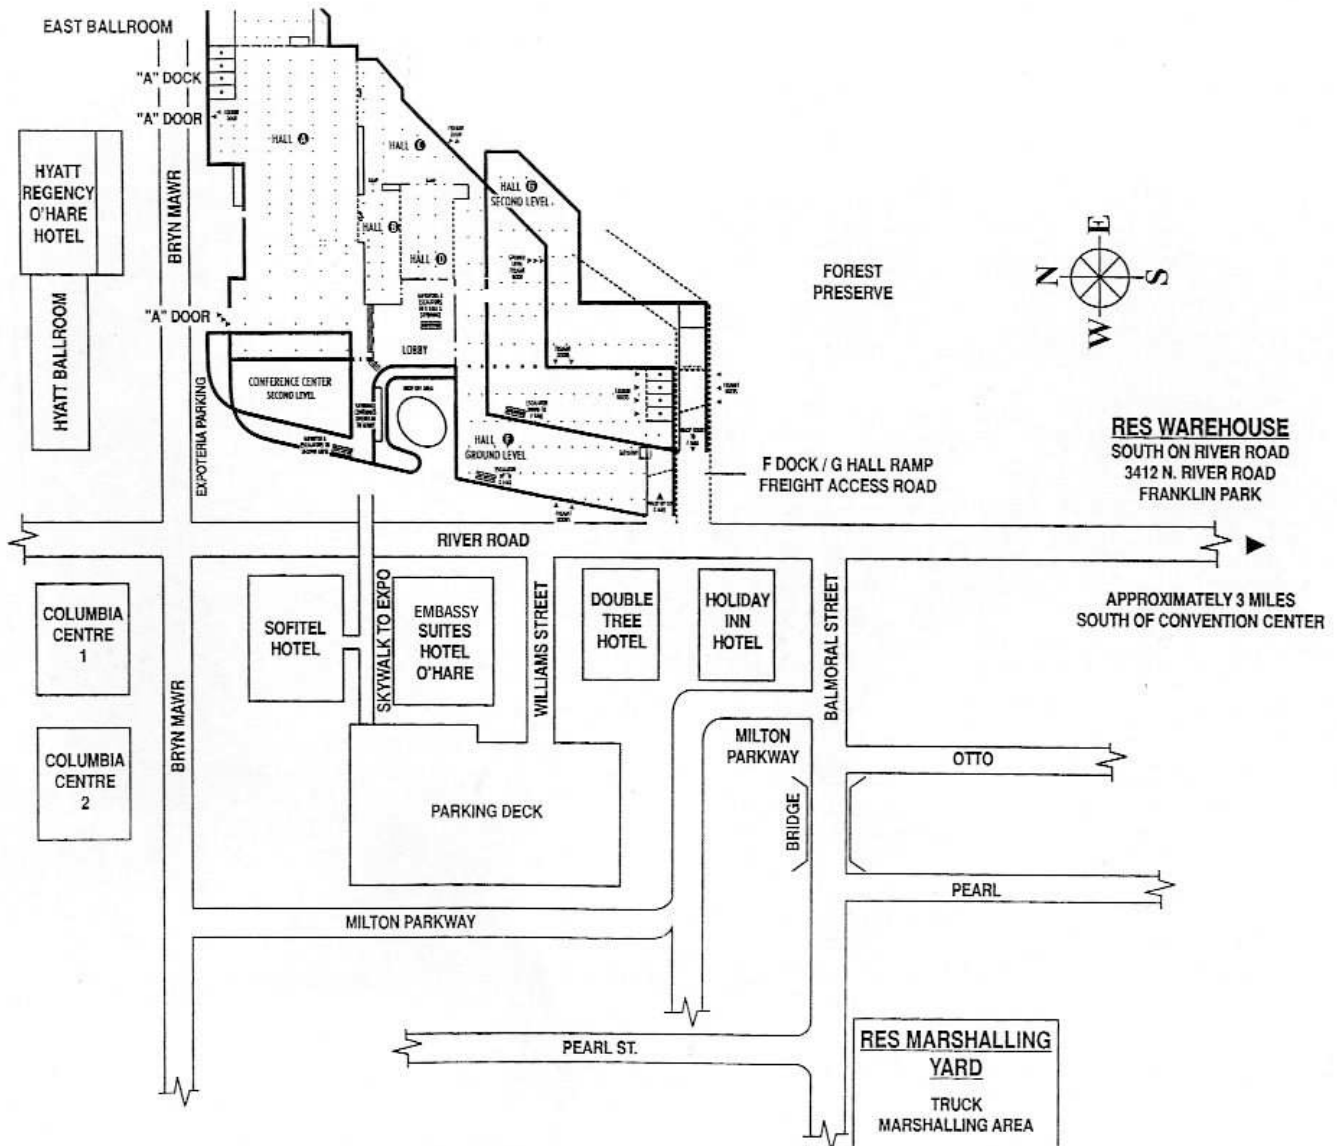 EAST BALLROOM
"A" DOCK
"A" DOOR
HALL A
HALL C
HYATT
REGENCY
O'HARE
HOTEL
BRYN MAWR
HALL G
SECOND LEVEL
HALL B
HALL D
HYATT BALLROOM
"A" DOOR
LOBBY
CONFERENCE CENTER
SECOND LEVEL
EXPOTERIA PARKING
HALL F
GROUND LEVEL
FOREST
PRESERVE
N
E
S
W
F DOCK / G HALL RAMP
FREIGHT ACCESS ROAD
RES WAREHOUSE
SOUTH ON RIVER ROAD
3412 N. RIVER ROAD
FRANKLIN PARK
RIVER ROAD
APPROXIMATELY 3 MILES
SOUTH OF CONVENTION CENTER
COLUMBIA
CENTRE
1
SOFITEL
HOTEL
SKYWALK TO EXPO
EMBASSY
SUITES
HOTEL
O'HARE
WILLIAMS STREET
DOUBLE
TREE
HOTEL
HOLIDAY
INN
HOTEL
BALMORAL STREET
BRYN MAWR
COLUMBIA
CENTRE
2
PARKING DECK
MILTON
PARKWAY
OTTO
BRIDGE
PEARL
MILTON PARKWAY
PEARL ST.
RES MARSHALLING
YARD
TRUCK
MARSHALLING AREA